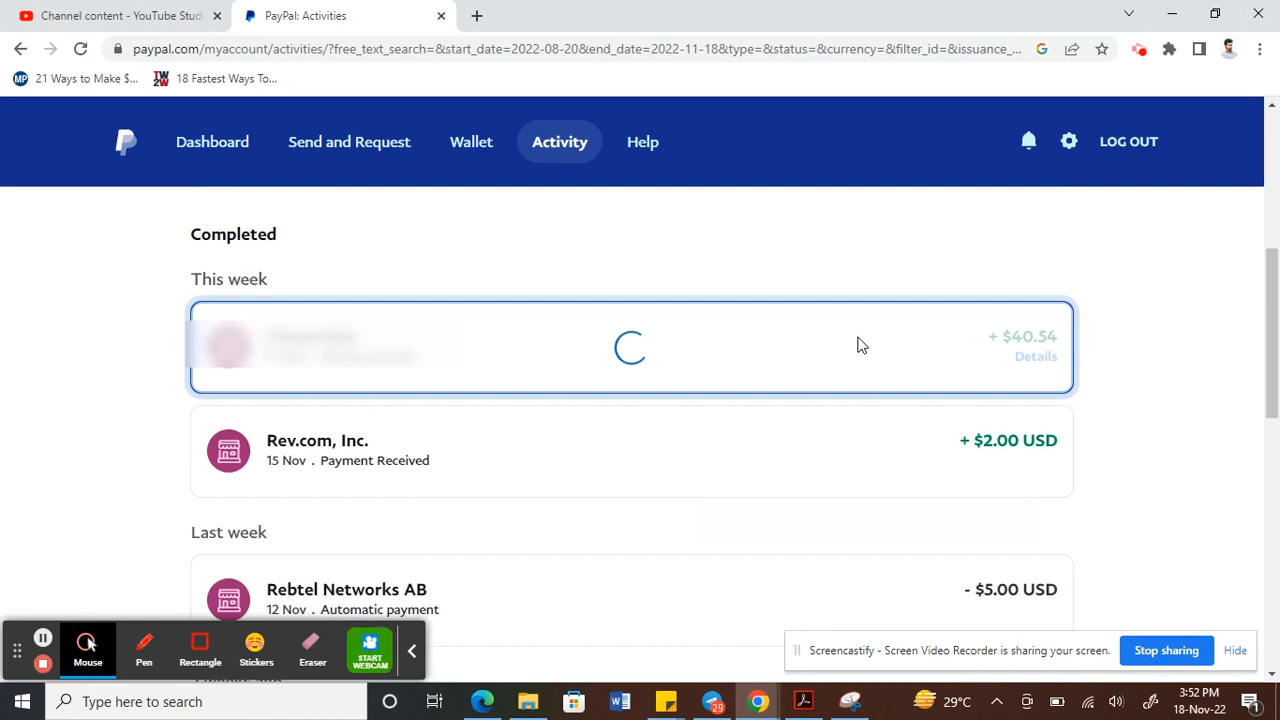 Channel content - YouTube Studi
PayPal: Activities
paypal.com/myaccount/activities/?free_text_search=&start_date=2022-08-20&end_date=2022-11-18&type=&status=&currency=&filter_id=&issuance_...
MP 21 Ways to Make $...
TW2W 18 Fastest Ways To...
Dashboard
Send and Request
Wallet
Activity
Help
LOG OUT
Completed
This week
+ $40.54
Details
Rev.com, Inc.
+ $2.00 USD
15 Nov . Payment Received
Last week
Rebtel Networks AB
- $5.00 USD
12 Nov . Automatic payment
Mouse
Pen
Rectangle
Stickers
Eraser
START
WEBCAM
Screencastify - Screen Video Recorder is sharing your screen.
Stop sharing
Hide
Type here to search
29
29°C
3:52 PM
18-Nov-22
1